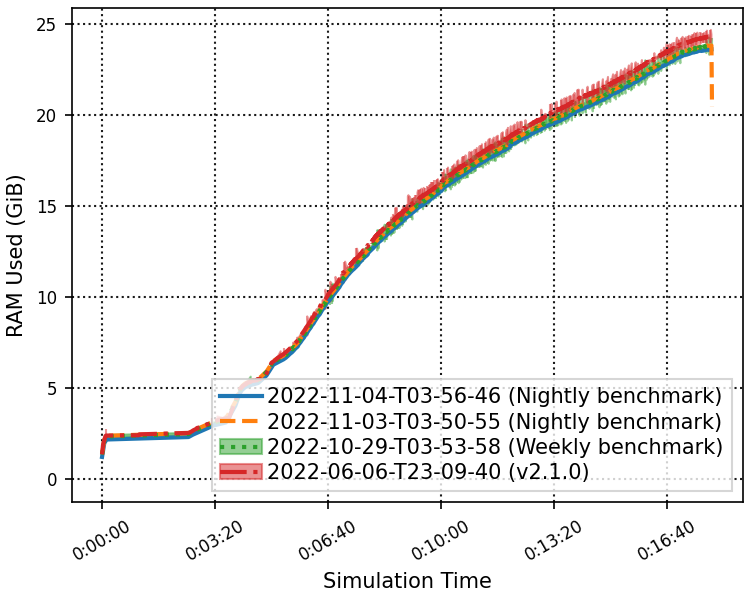 25
20
15
10
5
0
RAM Used (GiB)
2022-11-04-T03-56-46 (Nightly benchmark)
2022-11-03-T03-50-55 (Nightly benchmark)
2022-10-29-T03-53-58 (Weekly benchmark)
2022-06-06-T23-09-40 (v2.1.0)
0:00:00
0:03:20
0:06:40
0:10:00
0:13:20
0:16:40
Simulation Time